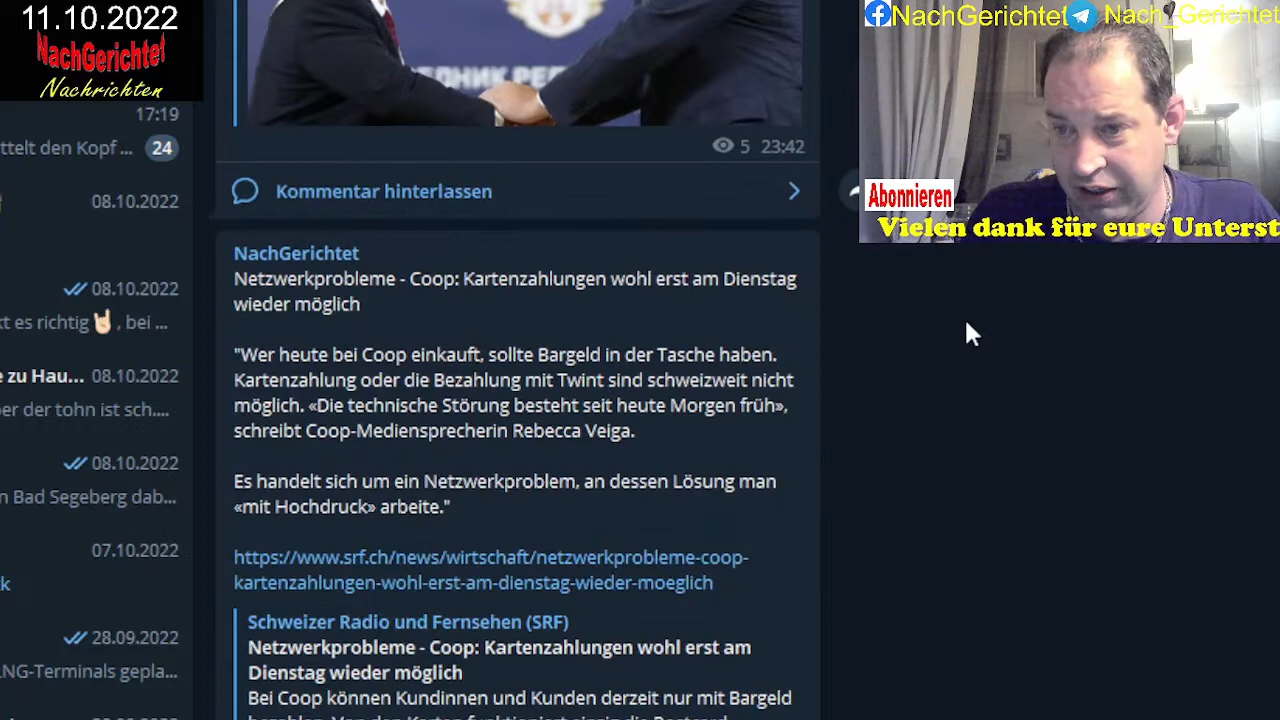 11.10.2022
NachGerichtet
Nachrichten
NachGerichtet
Nach_Gerichtet
Abonnieren
Vielen dank für eure Unterst
17:19
ttelt den Kopf ... 24
08.10.2022
08.10.2022
kt es richtig🤘🏻, bei ...
e zu Hau... 08.10.2022
er der tohn ist sch....
08.10.2022
n Bad Segeberg dab...
07.10.2022
k
28.09.2022
LNG-Terminals gepla...
5 23:42
Kommentar hinterlassen
NachGerichtet
Netzwerkprobleme - Coop: Kartenzahlungen wohl erst am Dienstag
wieder möglich
"Wer heute bei Coop einkauft, sollte Bargeld in der Tasche haben.
Kartenzahlung oder die Bezahlung mit Twint sind schweizweit nicht
möglich. «Die technische Störung besteht seit heute Morgen früh»,
schreibt Coop-Mediensprecherin Rebecca Veiga.
Es handelt sich um ein Netzwerkproblem, an dessen Lösung man
«mit Hochdruck» arbeite."
https://www.srf.ch/news/wirtschaft/netzwerkprobleme-coop-
kartenzahlungen-wohl-erst-am-dienstag-wieder-moeglich
Schweizer Radio und Fernsehen (SRF)
Netzwerkprobleme - Coop: Kartenzahlungen wohl erst am
Dienstag wieder möglich
Bei Coop können Kundinnen und Kunden derzeit nur mit Bargeld